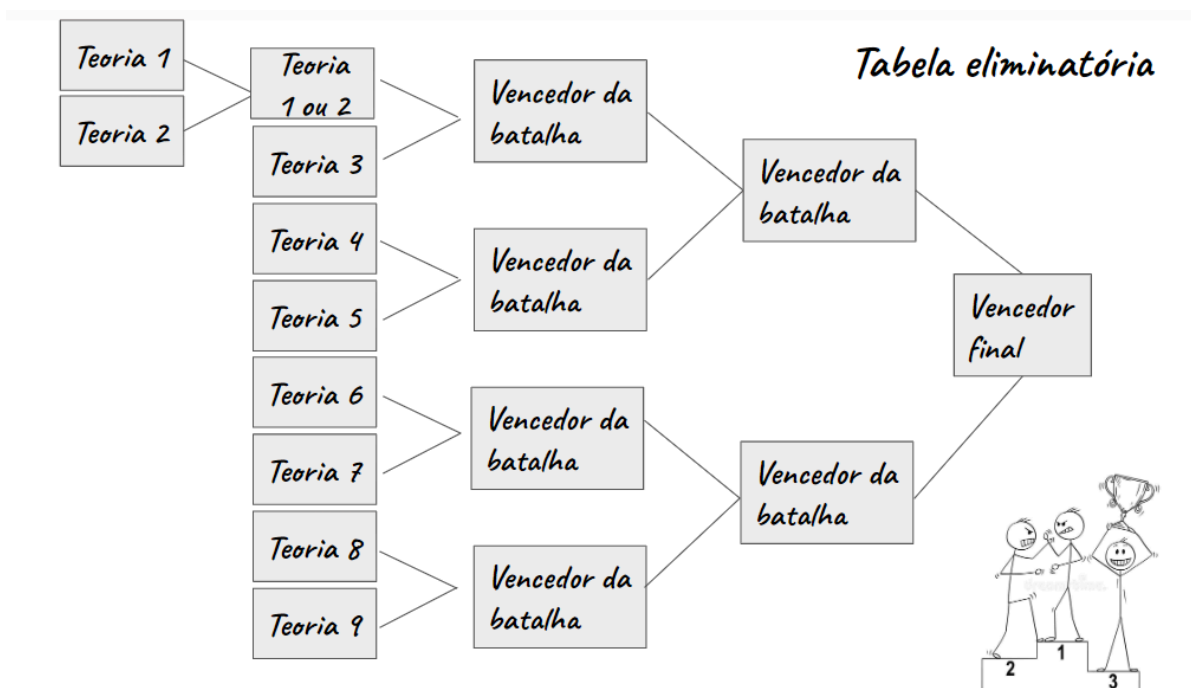 Tabela eliminatória
Teoria 1
Teoria 2
Teoria
1 ou 2
Teoria 3
Teoria 4
Teoria 5
Teoria 6
Teoria 7
Teoria 8
Teoria 9
Vencedor da
batalha
Vencedor da
batalha
Vencedor da
batalha
Vencedor da
batalha
Vencedor da
batalha
Vencedor da
batalha
Vencedor
final
2
1
3